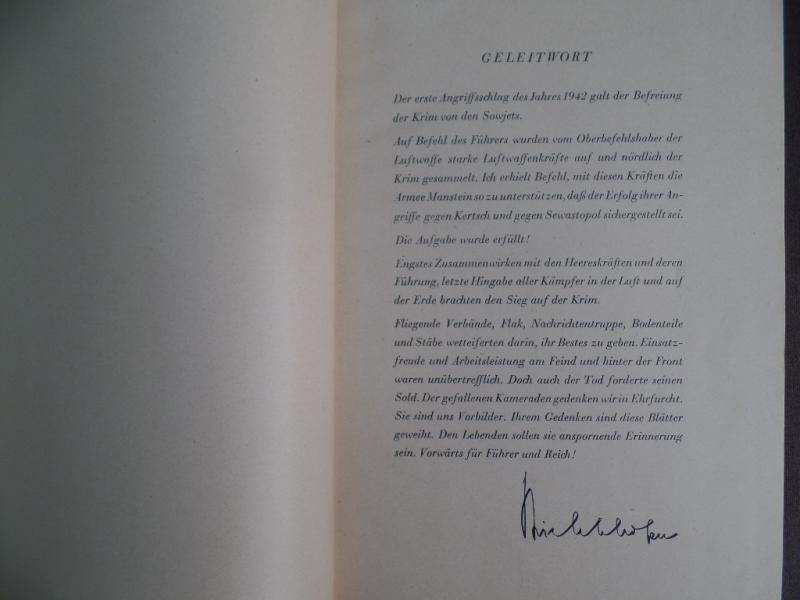 GELEITWORT
Der erste Angriffsschlag des Jahres 1942 galt der Befreiung
der Krim von den Sowjets.
Auf Befehl des Führers wurden vom Oberbefehlshaber der
Luftwaffe starke Luftwaffenkräfte auf und nördlich der
Krim gesammelt. Ich erhielt Befehl, mit diesen Kräften die
Armee Manstein so zu unterstützen, daß der Erfolg ihrer An-
griffe gegen Kertsch und gegen Sewastopol sichergestellt sei.
Die Aufgabe wurde erfüllt!
Engstes Zusammenwirken mit den Heereskräften und deren
Führung, letzte Hingabe aller Kämpfer in der Luft und auf
der Erde brachten den Sieg auf der Krim.
Fliegende Verbände, Flak, Nachrichtentruppe, Bodenteile
und Stäbe wetteiferten darin, ihr Bestes zu geben. Einsatz-
freude und Arbeitsleistung am Feind und hinter der Front
waren unübertrefflich. Doch auch der Tod forderte seinen
Sold. Der gefallenen Kameraden gedenken wir in Ehrfurcht.
Sie sind uns Vorbilder. Ihrem Gedenken sind diese Blätter
geweiht. Den Lebenden sollen sie anspornende Erinnerung
sein. Vorwärts für Führer und Reich!